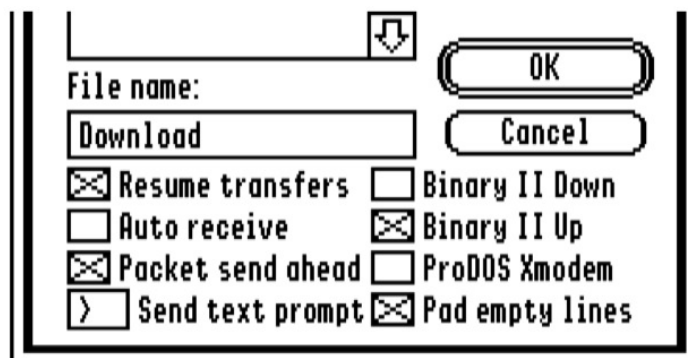 OK
File name:
Download
Cancel
Resume transfers
Binary II Down
Auto receive
Binary II Up
Packet send ahead
ProDOS Xmodem
> Send text prompt
Pad empty lines